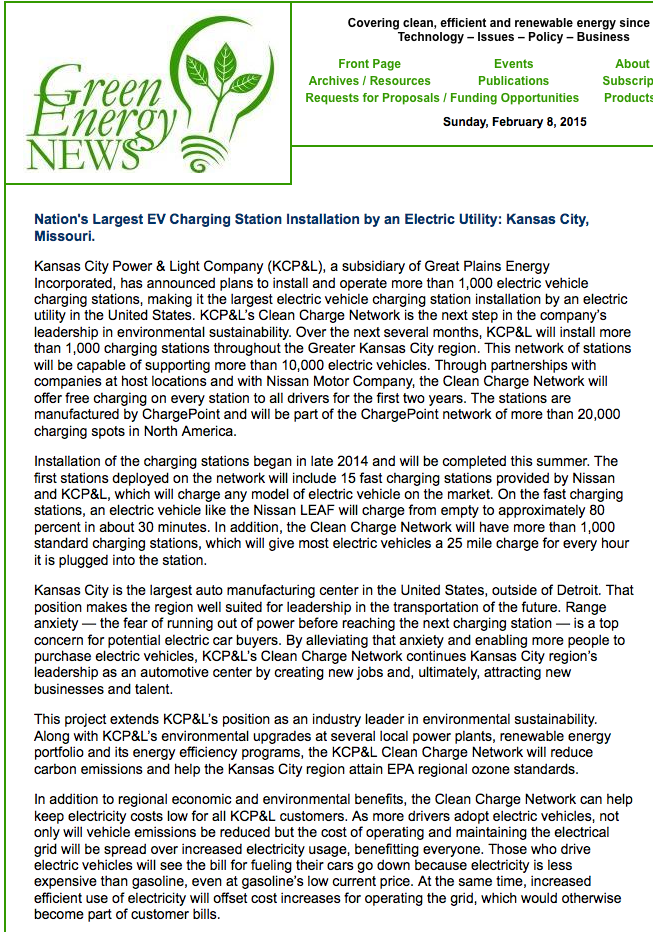 Green
Energy
NEWS
Covering clean, efficient and renewable energy since
Technology – Issues – Policy – Business
Front Page Events About
Archives / Resources Publications Subscrip
Requests for Proposals / Funding Opportunities Products
Sunday, February 8, 2015
Nation's Largest EV Charging Station Installation by an Electric Utility: Kansas City,
Missouri.
Kansas City Power & Light Company (KCP&L), a subsidiary of Great Plains Energy
Incorporated, has announced plans to install and operate more than 1,000 electric vehicle
charging stations, making it the largest electric vehicle charging station installation by an electric
utility in the United States. KCP&L's Clean Charge Network is the next step in the company's
leadership in environmental sustainability. Over the next several months, KCP&L will install more
than 1,000 charging stations throughout the Greater Kansas City region. This network of stations
will be capable of supporting more than 10,000 electric vehicles. Through partnerships with
companies at host locations and with Nissan Motor Company, the Clean Charge Network will
offer free charging on every station to all drivers for the first two years. The stations are
manufactured by ChargePoint and will be part of the ChargePoint network of more than 20,000
charging spots in North America.
Installation of the charging stations began in late 2014 and will be completed this summer. The
first stations deployed on the network will include 15 fast charging stations provided by Nissan
and KCP&L, which will charge any model of electric vehicle on the market. On the fast charging
stations, an electric vehicle like the Nissan LEAF will charge from empty to approximately 80
percent in about 30 minutes. In addition, the Clean Charge Network will have more than 1,000
standard charging stations, which will give most electric vehicles a 25 mile charge for every hour
it is plugged into the station.
Kansas City is the largest auto manufacturing center in the United States, outside of Detroit. That
position makes the region well suited for leadership in the transportation of the future. Range
anxiety — the fear of running out of power before reaching the next charging station — is a top
concern for potential electric car buyers. By alleviating that anxiety and enabling more people to
purchase electric vehicles, KCP&L's Clean Charge Network continues Kansas City region's
leadership as an automotive center by creating new jobs and, ultimately, attracting new
businesses and talent.
This project extends KCP&L's position as an industry leader in environmental sustainability.
Along with KCP&L's environmental upgrades at several local power plants, renewable energy
portfolio and its energy efficiency programs, the KCP&L Clean Charge Network will reduce
carbon emissions and help the Kansas City region attain EPA regional ozone standards.
In addition to regional economic and environmental benefits, the Clean Charge Network can help
keep electricity costs low for all KCP&L customers. As more drivers adopt electric vehicles, not
only will vehicle emissions be reduced but the cost of operating and maintaining the electrical
grid will be spread over increased electricity usage, benefitting everyone. Those who drive
electric vehicles will see the bill for fueling their cars go down because electricity is less
expensive than gasoline, even at gasoline's low current price. At the same time, increased
efficient use of electricity will offset cost increases for operating the grid, which would otherwise
become part of customer bills.